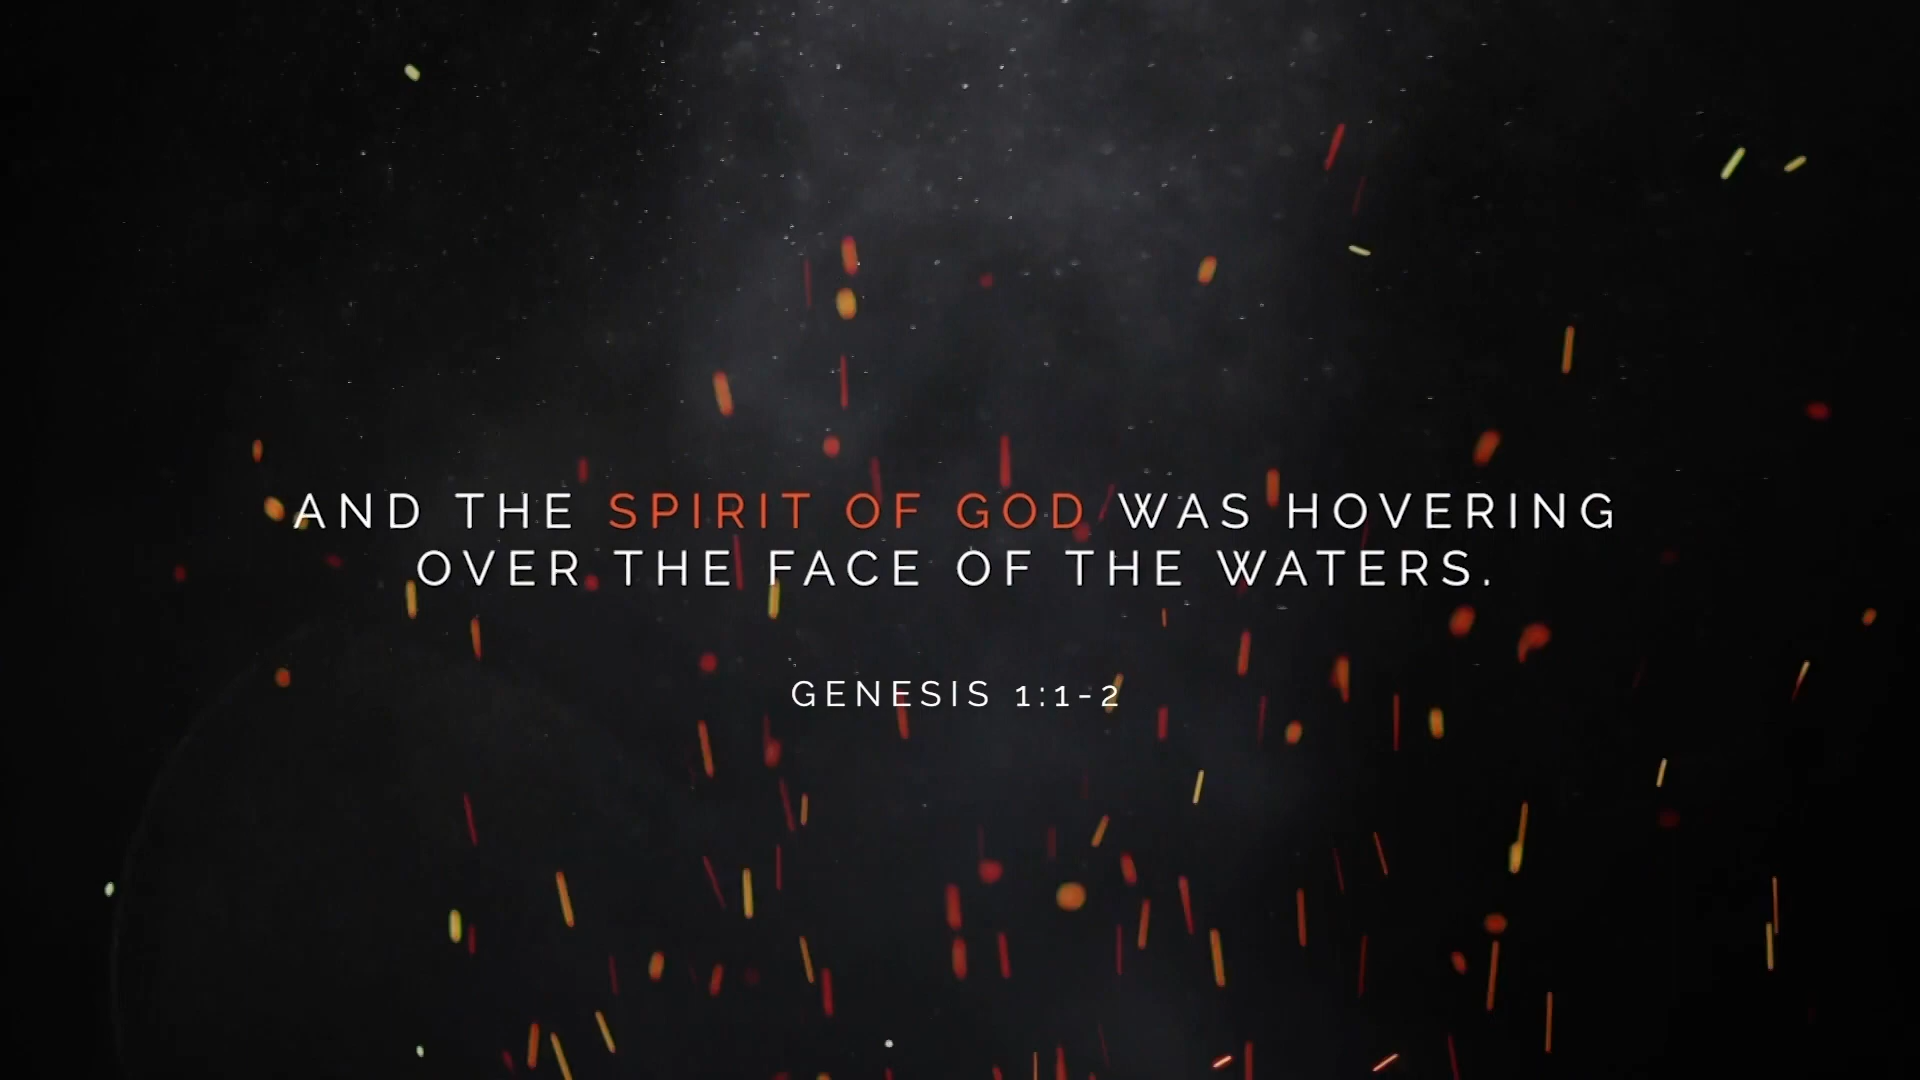 AND THE SPIRIT OF GOD WAS HOVERING
OVER THE FACE OF THE WATERS.
GENESIS 1:1-2